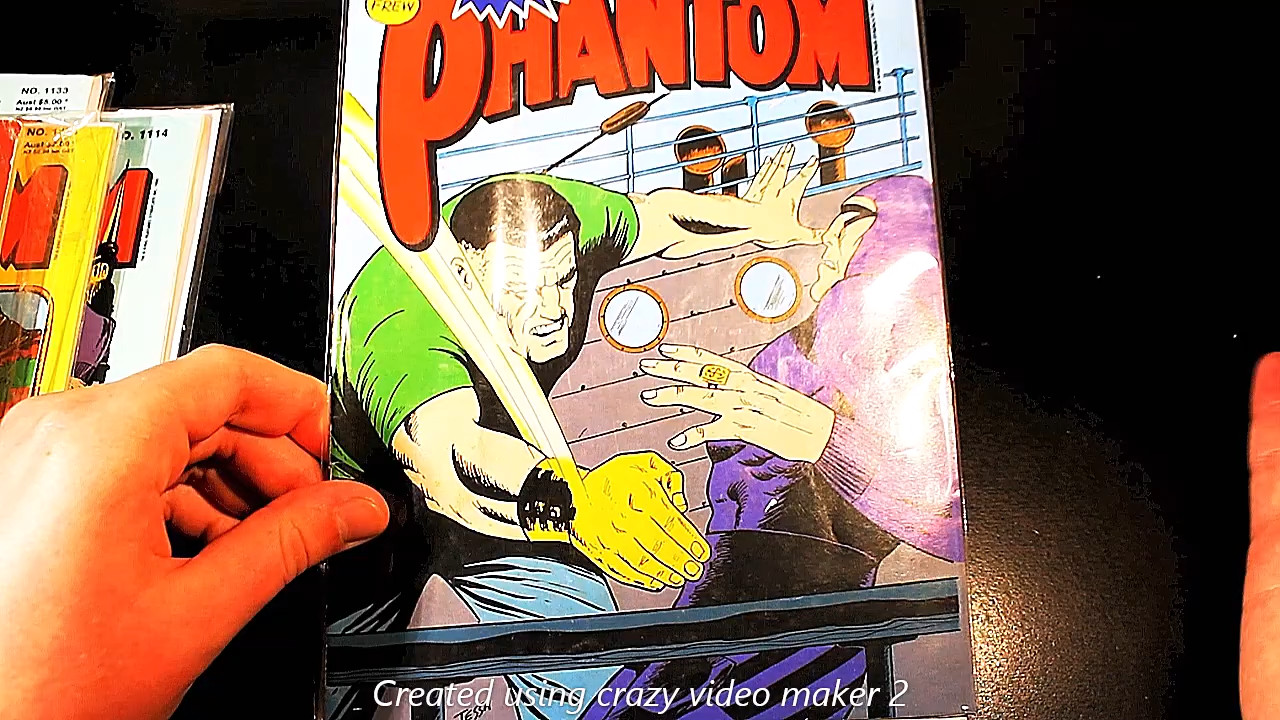 FREW
PHANTOM
NO. 1133
Aust $5.00 *
NO. 1114
Created using crazy video maker 2